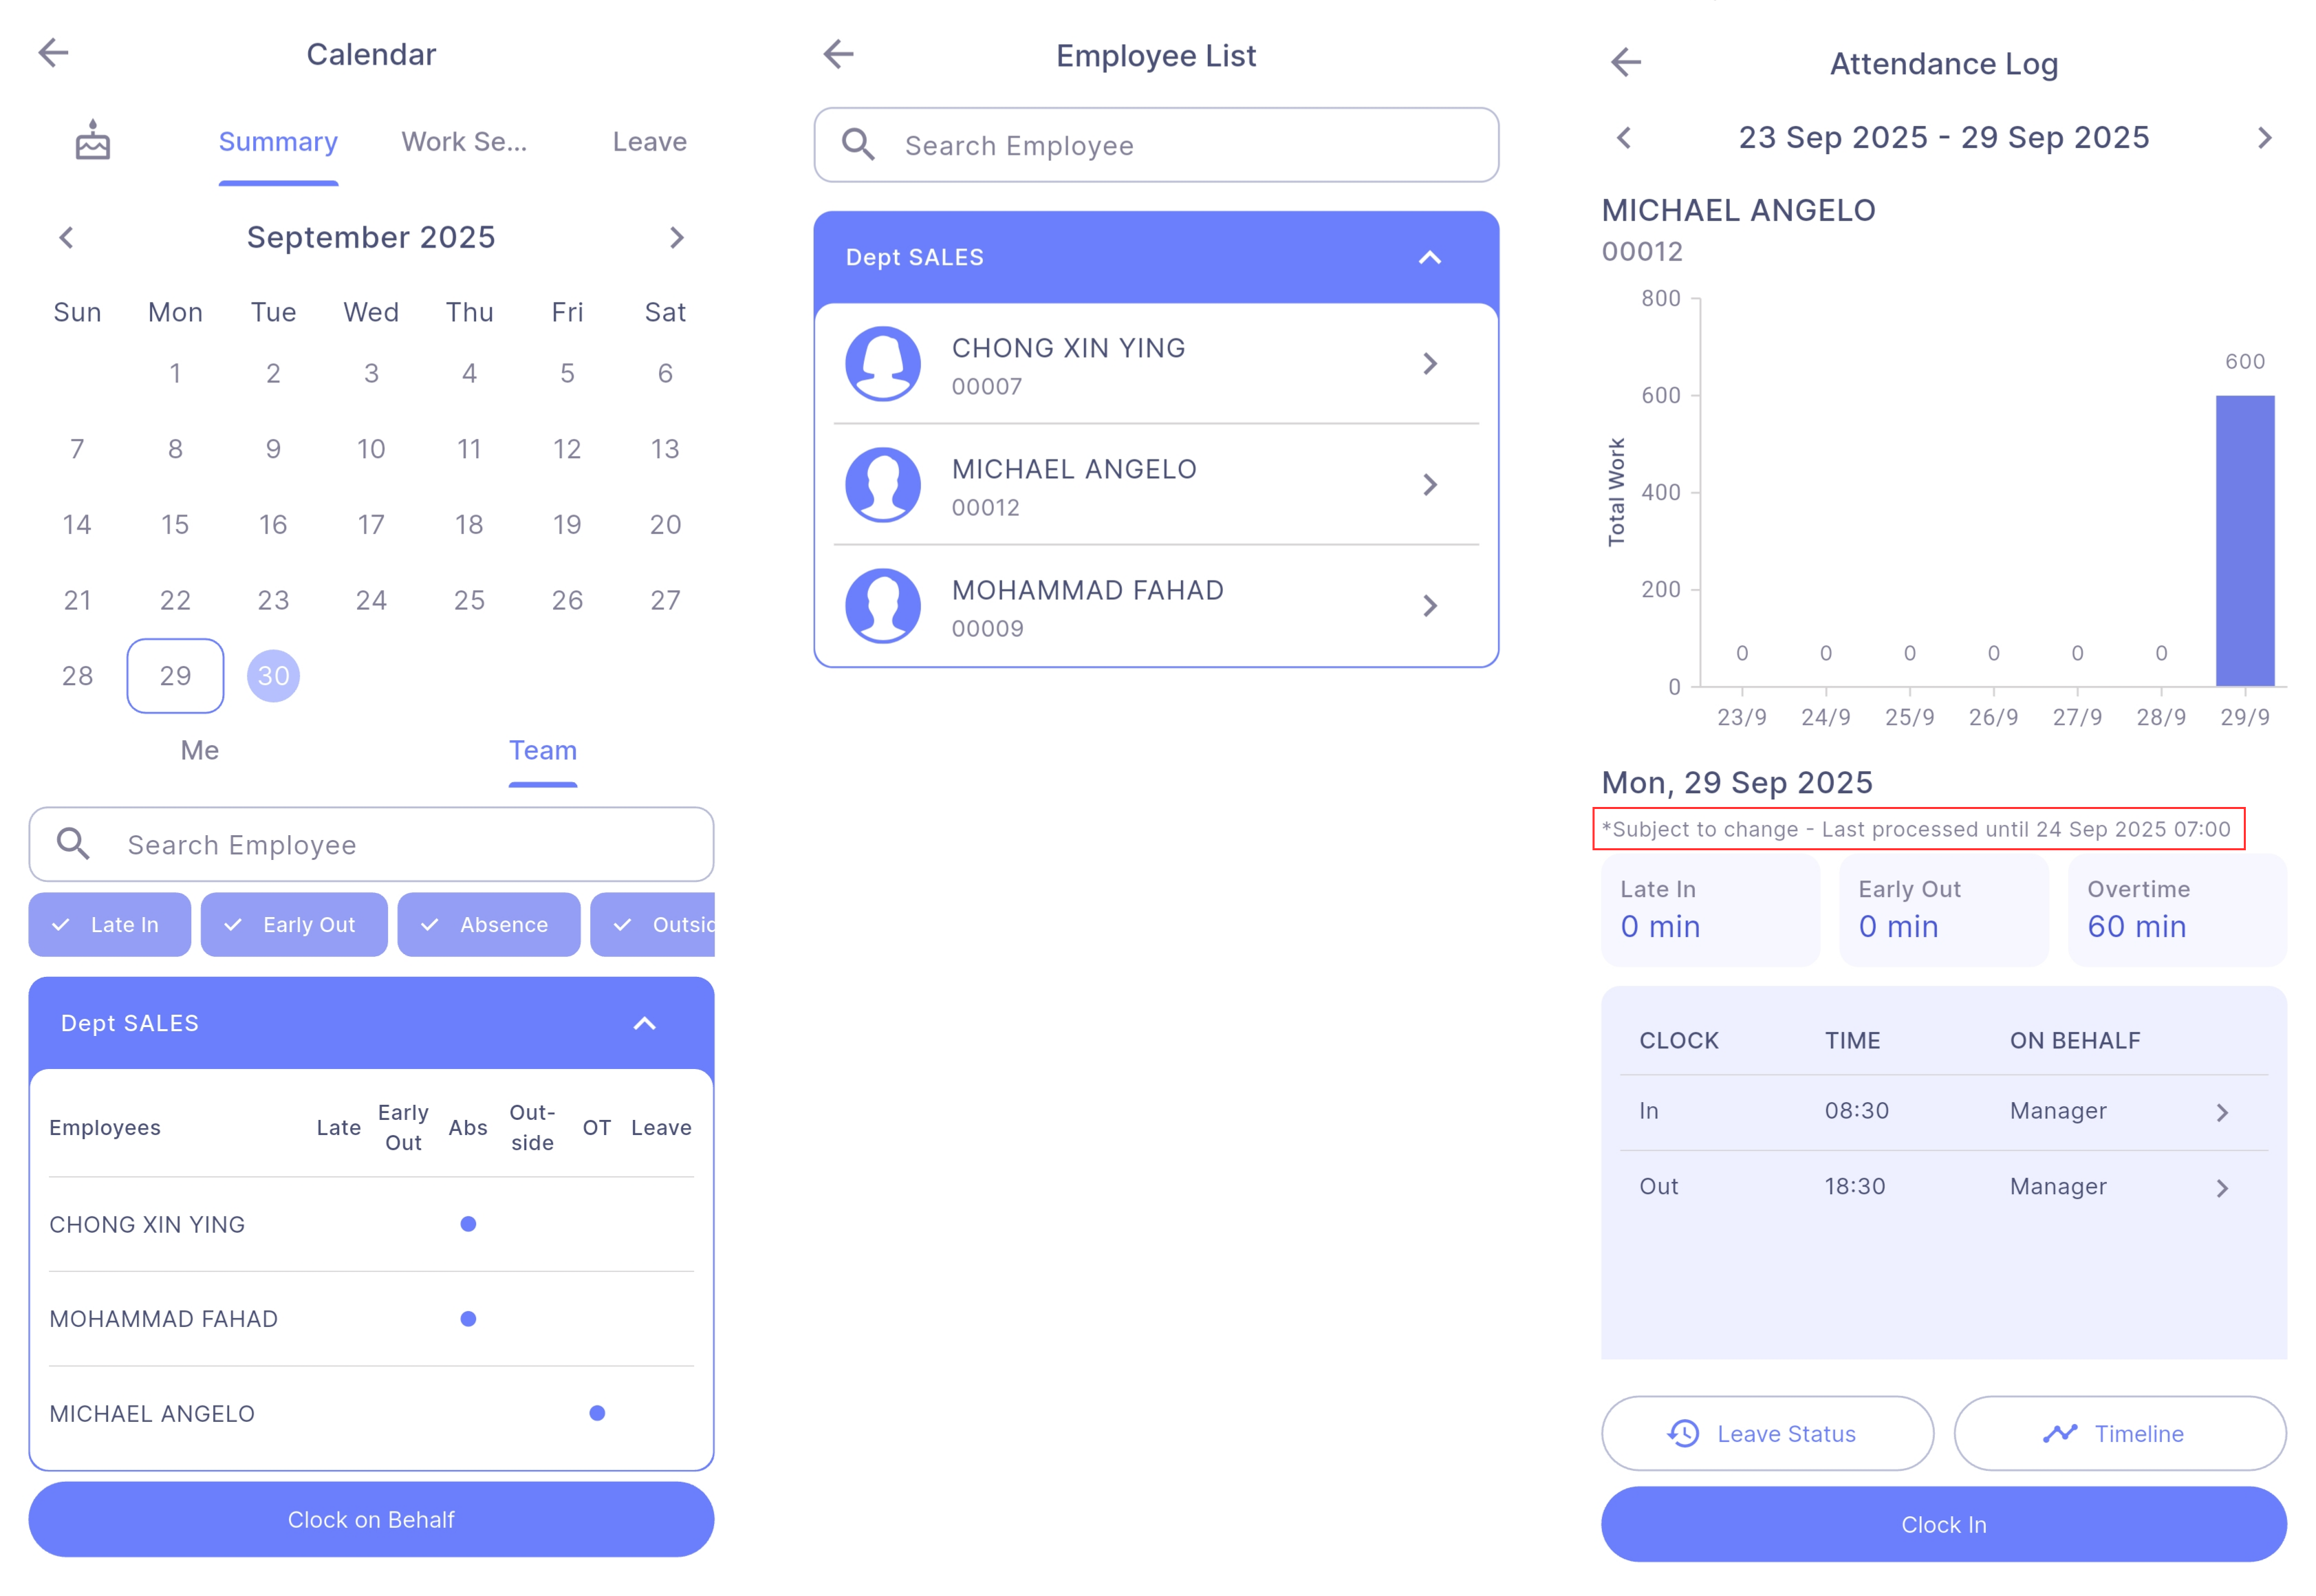 Calendar
Summary Work Se... Leave
September 2025
Sun Mon Tue Wed Thu Fri Sat
1 2 3 4 5 6
7 8 9 10 11 12 13
14 15 16 17 18 19 20
21 22 23 24 25 26 27
28 29 30
Me Team
Search Employee
Late In Early Out Absence Outsid
Dept SALES
Employees Late Early Out Abs Out-side OT Leave
CHONG XIN YING
MOHAMMAD FAHAD
MICHAEL ANGELO
Clock on Behalf
Employee List
Search Employee
Dept SALES
CHONG XIN YING
00007
MICHAEL ANGELO
00012
MOHAMMAD FAHAD
00009
Attendance Log
23 Sep 2025 - 29 Sep 2025
MICHAEL ANGELO
00012
Total Work
800
600
400
200
0
0 0 0 0 0 0 600
23/9 24/9 25/9 26/9 27/9 28/9 29/9
Mon, 29 Sep 2025
*Subject to change - Last processed until 24 Sep 2025 07:00
Late In Early Out Overtime
0 min 0 min 60 min
CLOCK TIME ON BEHALF
In 08:30 Manager
Out 18:30 Manager
Leave Status Timeline
Clock In